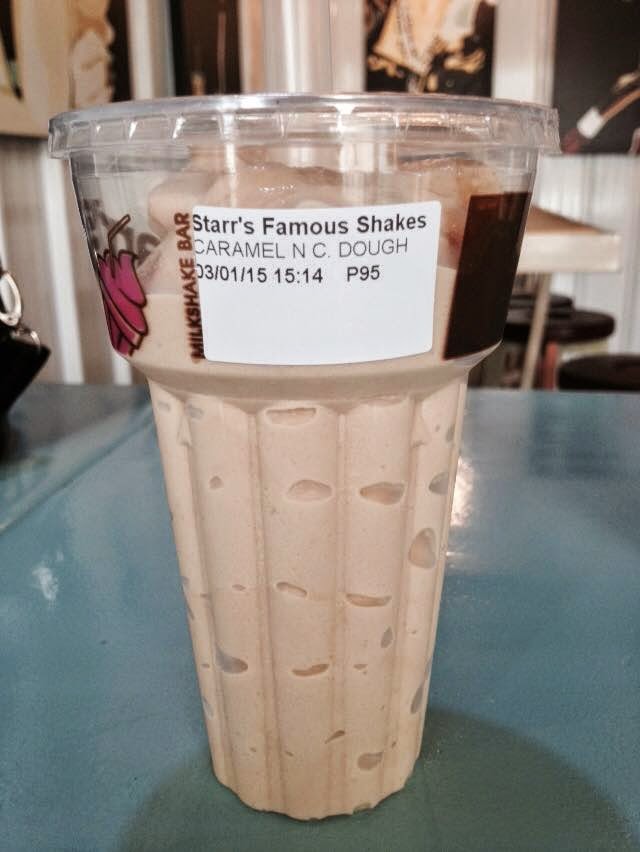 Starr's Famous Shakes
CARAMEL N C. DOUGH
03/01/15 15:14 P95
MILKSHAKE BAR